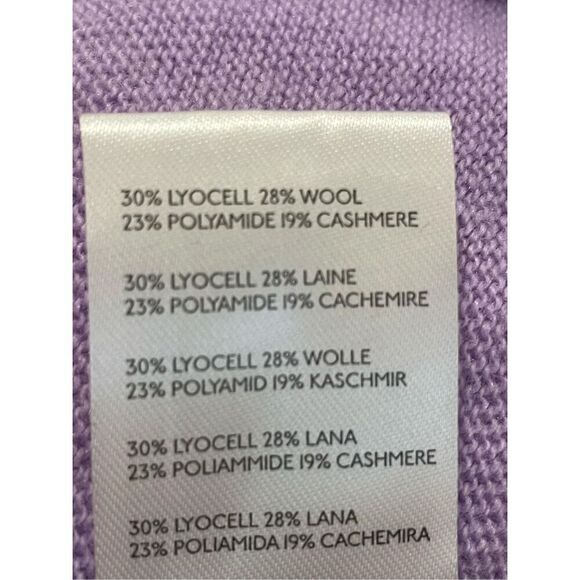 30% LYOCELL 28% WOOL
23% POLYAMIDE 19% CASHMERE
30% LYOCELL 28% LAINE
23% POLYAMIDE 19% CACHEMIRE
30% LYOCELL 28% WOLLE
23% POLYAMID 19% KASCHMIR
30% LYOCELL 28% LANA
23% POLIAMMIDE 19% CASHMERE
30% LYOCELL 28% LANA
23% POLIAMIDA 19% CACHEMIRA